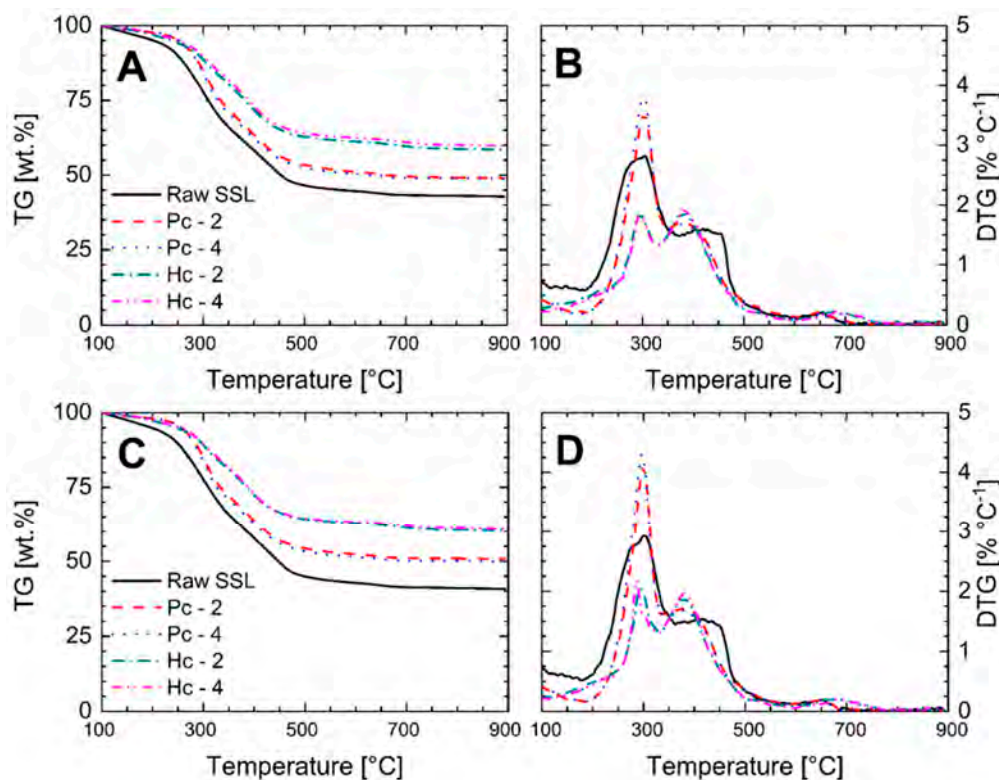 A
TG [wt.%]
100
75
50
25
0
Raw SSL
Pc - 2
Pc - 4
Hc - 2
Hc - 4
100 300 500 700 900
Temperature [°C]
B
5
4
3
2
1
0
DTG [% °C⁻¹]
100 300 500 700 900
Temperature [°C]
C
TG [wt.%]
100
75
50
25
0
Raw SSL
Pc - 2
Pc - 4
Hc - 2
Hc - 4
100 300 500 700 900
Temperature [°C]
D
5
4
3
2
1
0
DTG [% °C⁻¹]
100 300 500 700 900
Temperature [°C]